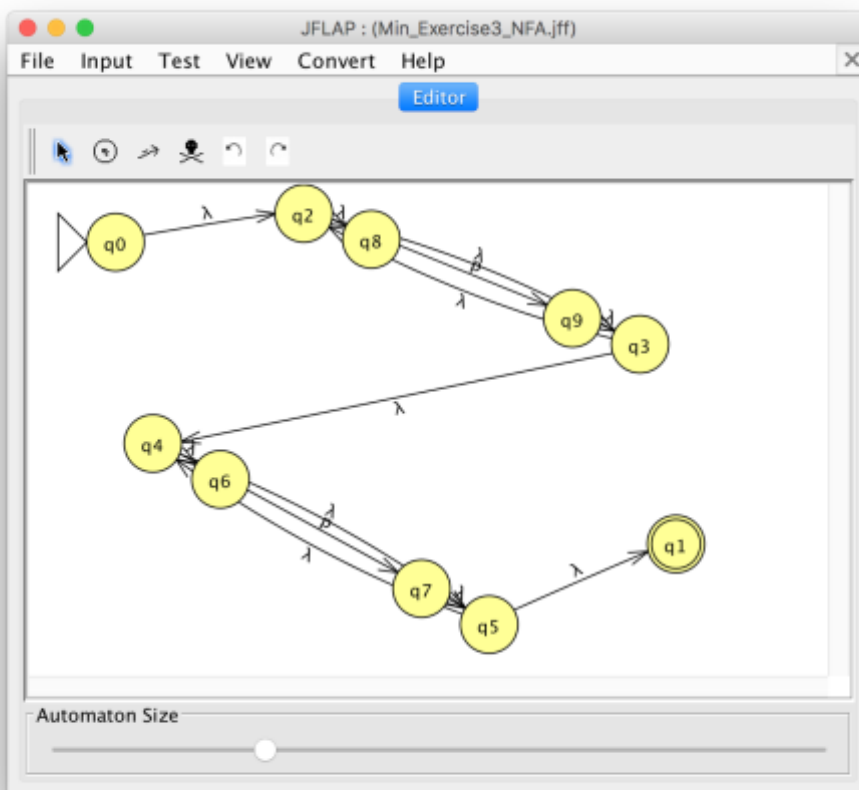 JFLAP : (Min_Exercise3_NFA.jff)
File Input Test View Convert Help
Editor
q0
λ
q2
λ
q8
λ
p
λ
q9
λ
q3
λ
q4
λ
q6
λ
p
λ
q7
λ
q5
λ
q1
Automaton Size